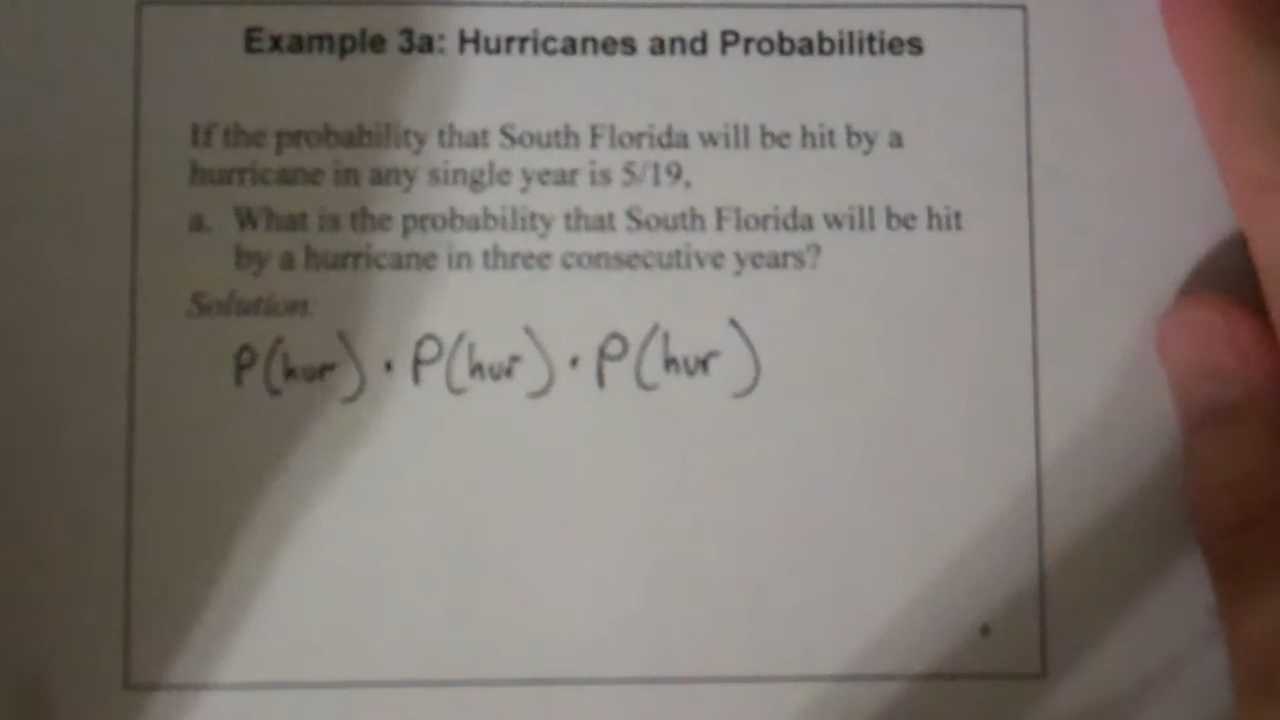 Example 3a: Hurricanes and Probabilities
If the probability that South Florida will be hit by a
hurricane in any single year is 5/19,
a. What is the probability that South Florida will be hit
by a hurricane in three consecutive years?
Solution:
P(hur) · P(hur) · P(hur)